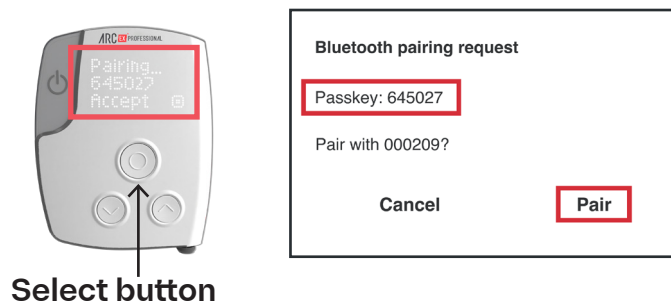 ARC EX PROFESSIONAL
Pairing...
645027
Accept
Select button
Bluetooth pairing request
Passkey: 645027
Pair with 000209?
Cancel Pair